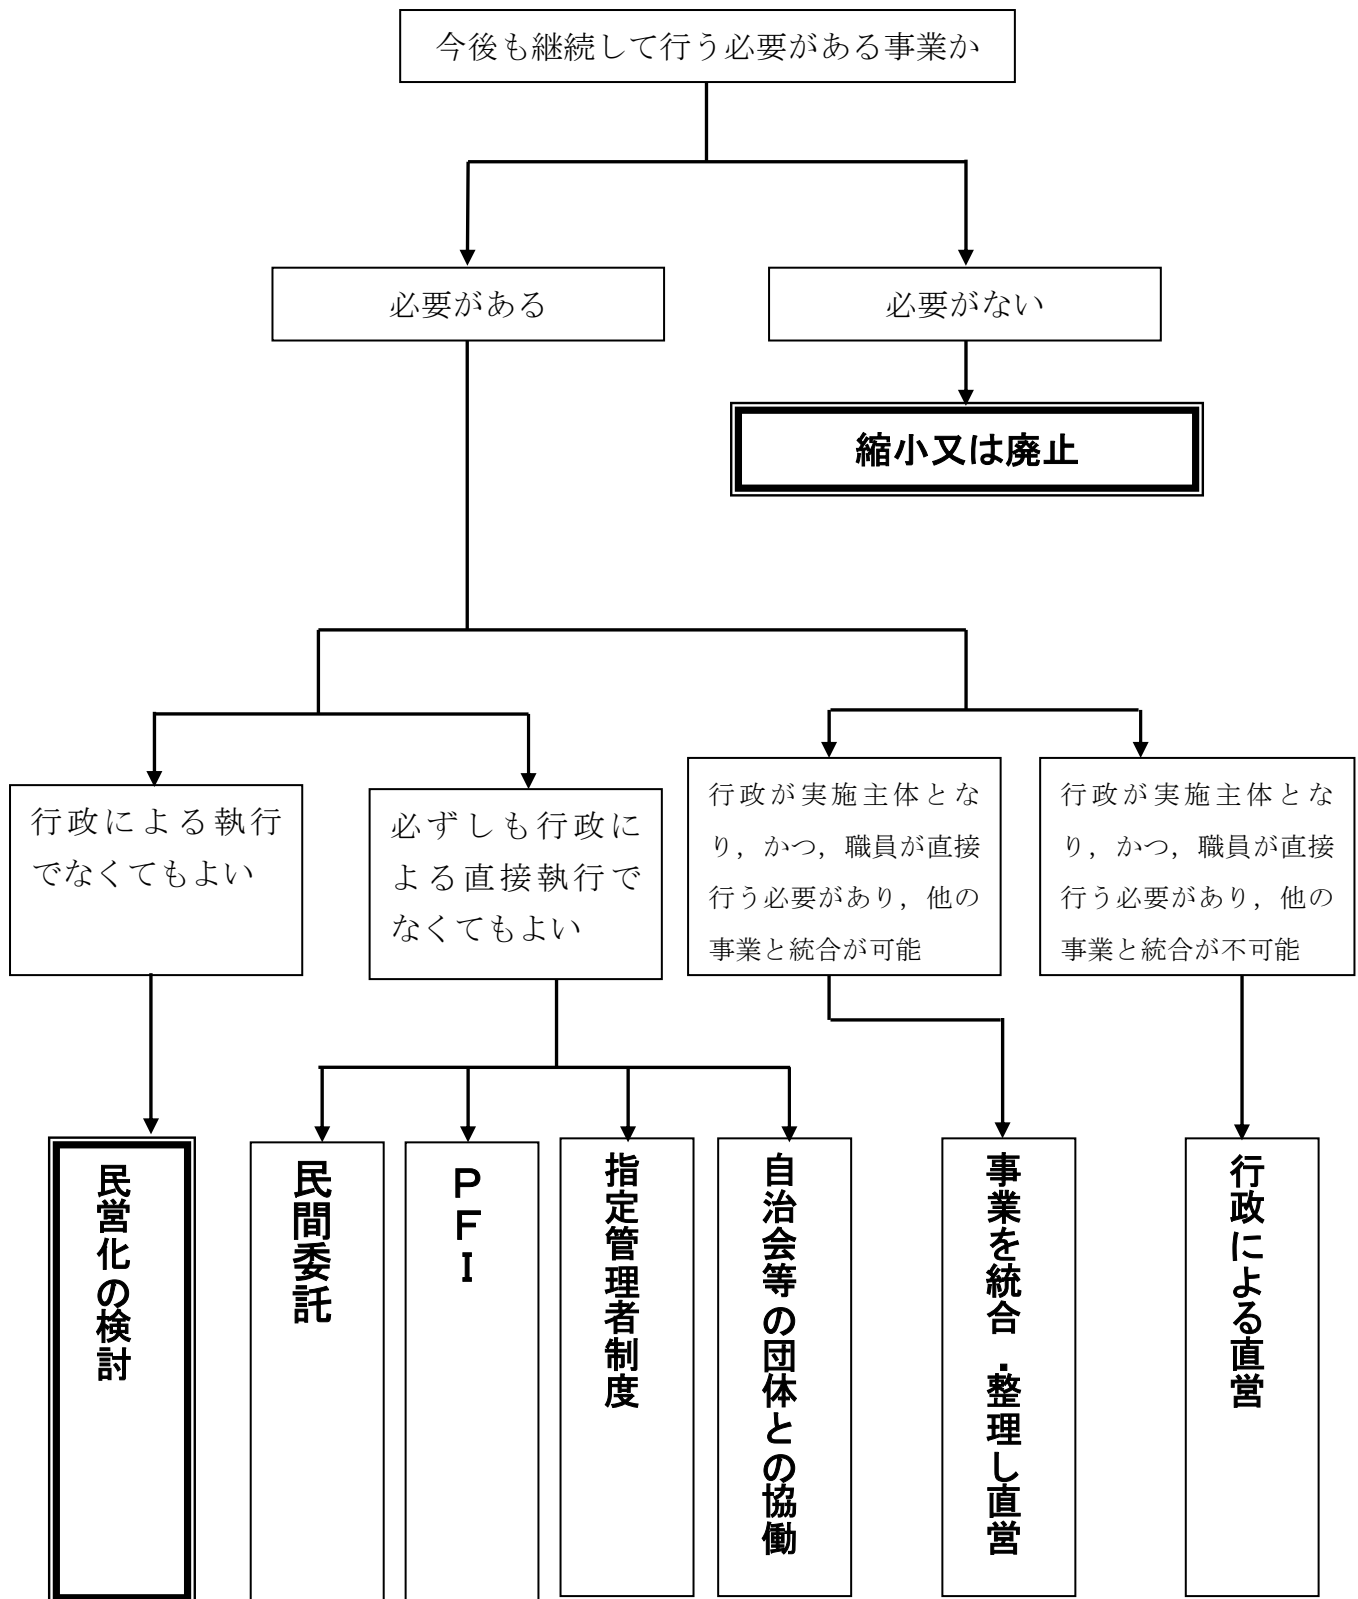 今後も継続して行う必要がある事業か
必要がある
必要がない
縮小又は廃止
行政による執行
でなくてもよい
必ずしも行政に
よる直接執行で
なくてもよい
行政が実施主体とな
り，かつ，職員が直接
行う必要があり，他の
事業と統合が可能
行政が実施主体とな
り，かつ，職員が直接
行う必要があり，他の
事業と統合が不可能
民営化の検討
民間委託
ＰＦＩ
指定管理者制度
自治会等の団体との協働
事業を統合・整理し直営
行政による直営